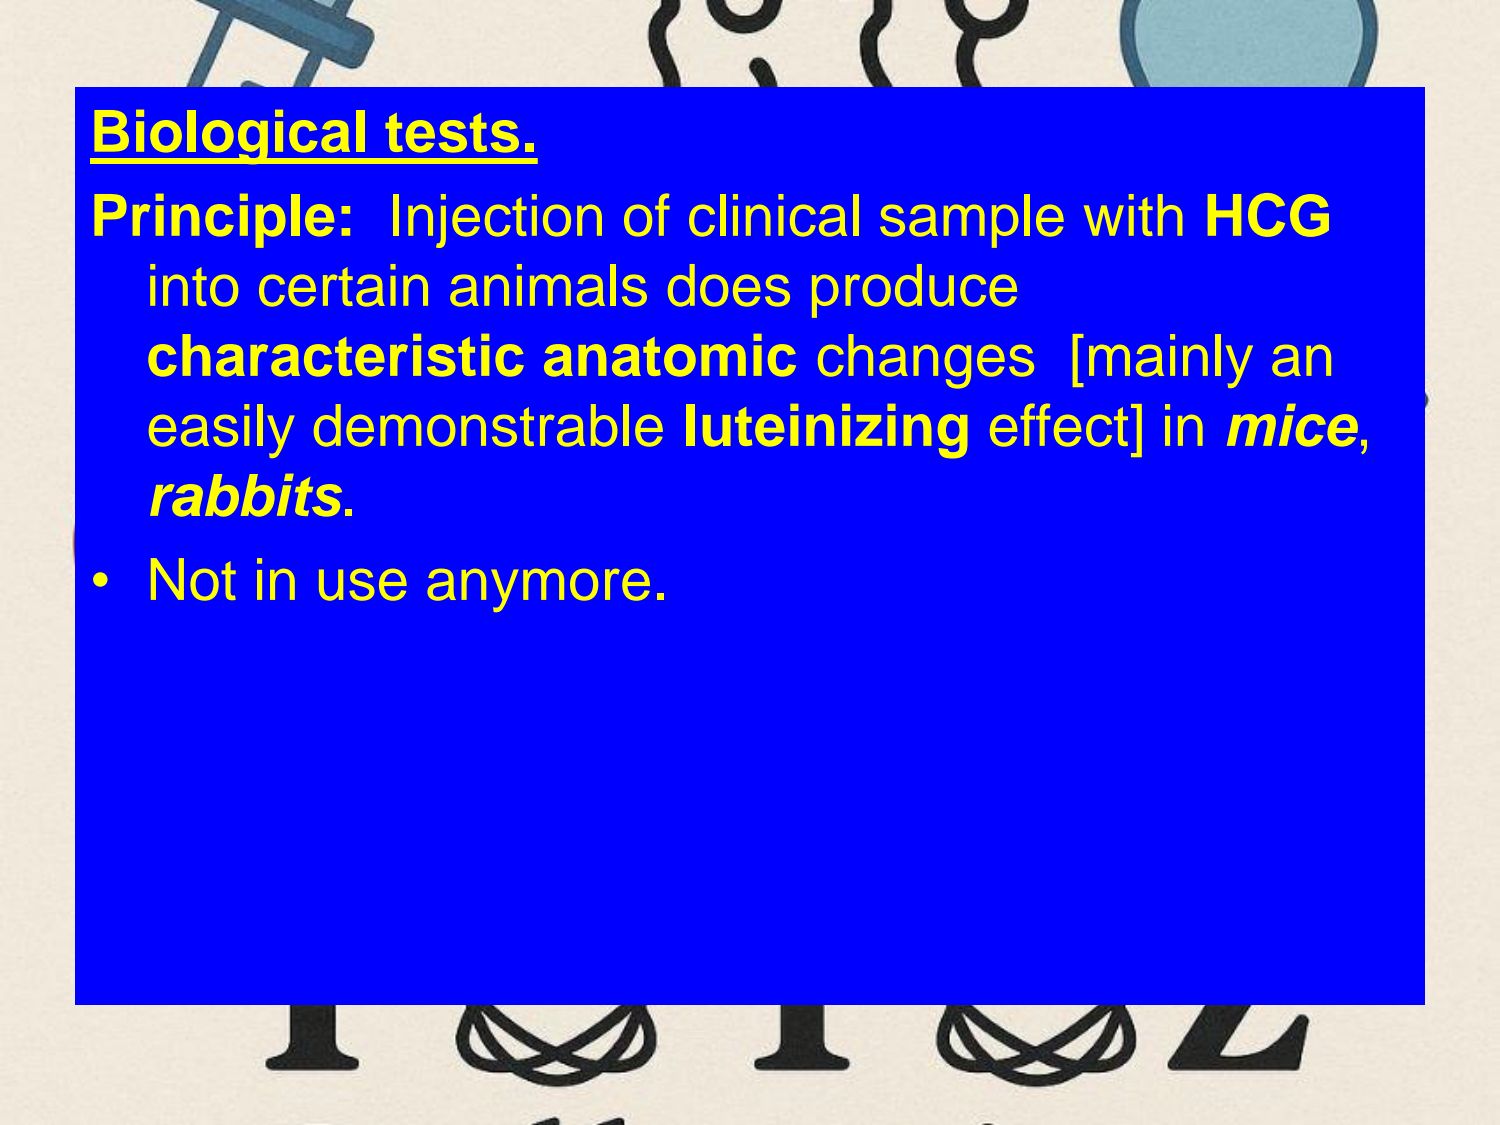 Biological tests.
Principle:  Injection of clinical sample with HCG
into certain animals does produce
characteristic anatomic changes  [mainly an
easily demonstrable luteinizing effect] in mice,
rabbits.
• Not in use anymore.